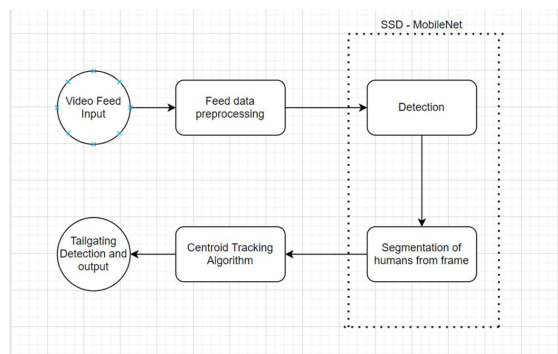 SSD - MobileNet
Video Feed
Input
Feed data
preprocessing
Detection
Tailgating
Detection and
output
Centroid Tracking
Algorithm
Segmentation of
humans from frame